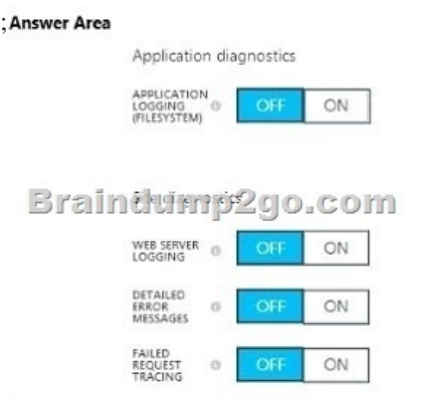 ;Answer Area
Application diagnostics
APPLICATION
LOGGING
(FILESYSTEM)
OFF ON
Braindump2go.com
WEB SERVER
LOGGING
OFF ON
DETAILED
ERROR
MESSAGES
OFF ON
FAILED
REQUEST
TRACING
OFF ON